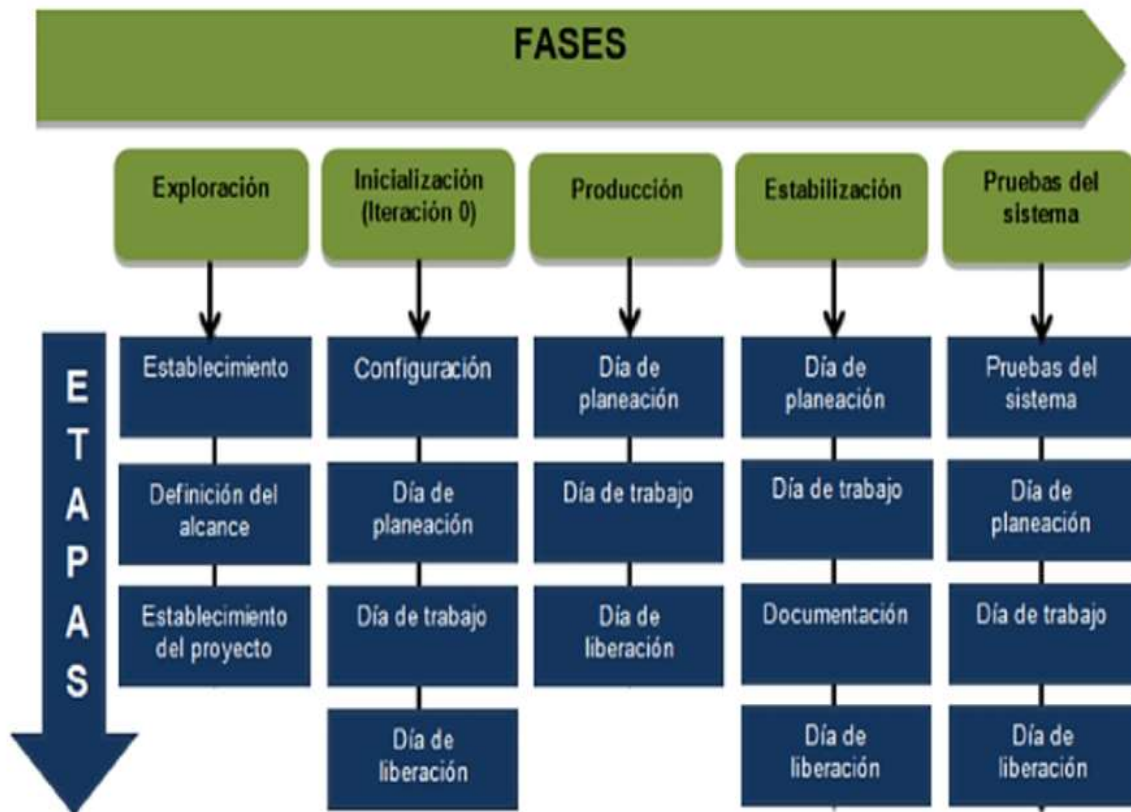 FASES
Exploración
Inicialización
(Iteración 0)
Producción
Estabilización
Pruebas del
sistema
ETAPAS
Establecimiento
Configuración
Día de
planeación
Día de
planeación
Pruebas del
sistema
Definición del
alcance
Día de
planeación
Día de trabajo
Día de trabajo
Día de
planeación
Establecimiento
del proyecto
Día de trabajo
Día de
liberación
Documentación
Día de trabajo
Día de
liberación
Día de
liberación
Día de
liberación